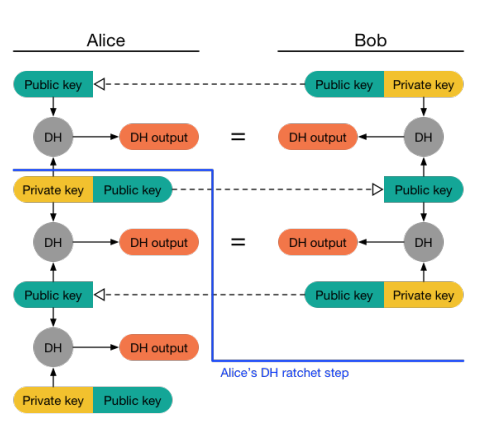 Alice Bob
Public key Public key Private key
DH DH output = DH output DH
Private key Public key Public key
DH DH output = DH output DH
Public key Public key Private key
DH DH output
Alice's DH ratchet step
Private key Public key